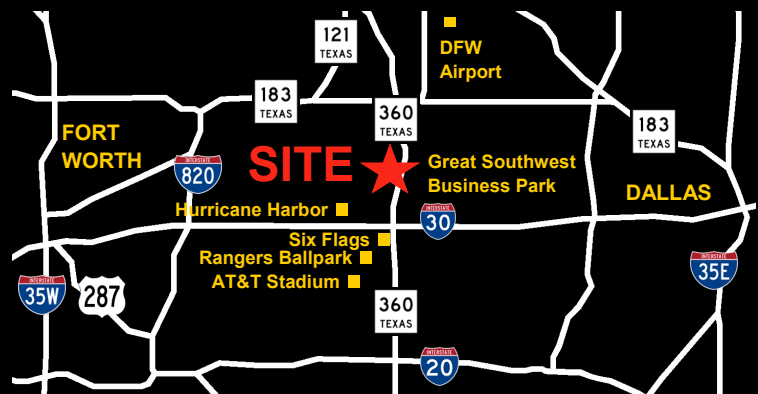 121
TEXAS
DFW
Airport
183
TEXAS
360
TEXAS
183
TEXAS
FORT
WORTH
INTERSTATE
820
SITE
Great Southwest
Business Park
DALLAS
Hurricane Harbor
INTERSTATE
30
Six Flags
Rangers Ballpark
AT&T Stadium
INTERSTATE
35W
287
360
TEXAS
INTERSTATE
35E
INTERSTATE
20